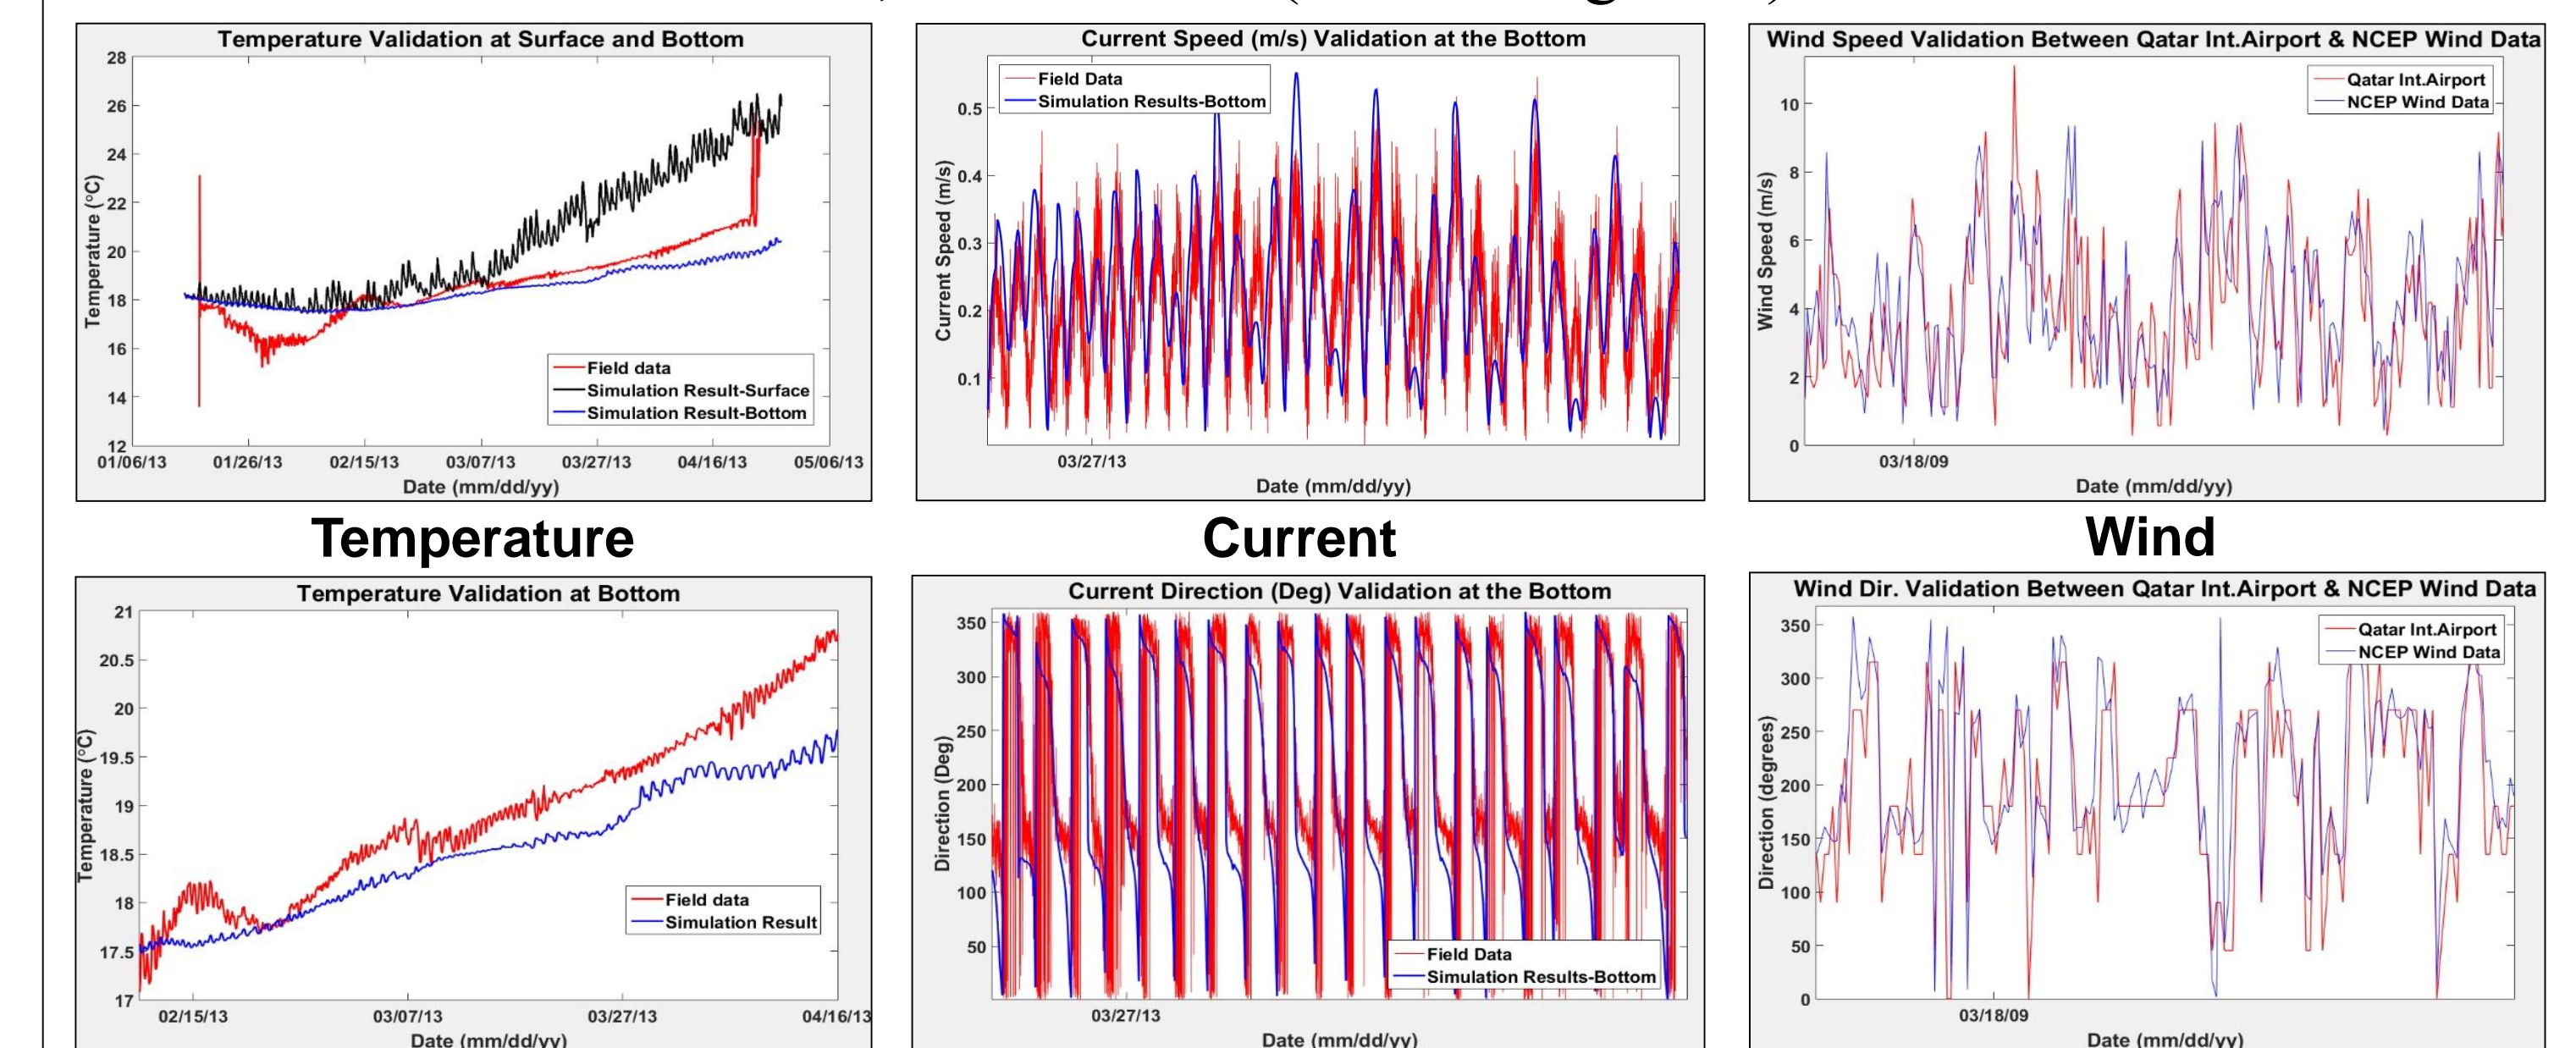 Temperature Validation at Surface and Bottom
28
26
24
22
20
18
16
14
12
Temperature (°C)
Field data
Simulation Result-Surface
Simulation Result-Bottom
01/06/13 01/26/13 02/15/13 03/07/13 03/27/13 04/16/13 05/06/13
Date (mm/dd/yy)
Current Speed (m/s) Validation at the Bottom
Field Data
Simulation Results-Bottom
0.5
0.4
0.3
0.2
0.1
Current Speed (m/s)
03/27/13
Date (mm/dd/yy)
Wind Speed Validation Between Qatar Int.Airport & NCEP Wind Data
Qatar Int.Airport
NCEP Wind Data
10
8
6
4
2
0
Wind Speed (m/s)
03/18/09
Date (mm/dd/yy)
Temperature
Current
Wind
Temperature Validation at Bottom
21
20.5
20
19.5
19
18.5
18
17.5
17
Temperature (°C)
Field data
Simulation Result
02/15/13 03/07/13 03/27/13 04/16/13
Date (mm/dd/yy)
Current Direction (Deg) Validation at the Bottom
350
300
250
200
150
100
50
Direction (Deg)
Field Data
Simulation Results-Bottom
03/27/13
Date (mm/dd/yy)
Wind Dir. Validation Between Qatar Int.Airport & NCEP Wind Data
Qatar Int.Airport
NCEP Wind Data
350
300
250
200
150
100
50
0
Direction (degrees)
03/18/09
Date (mm/dd/yy)